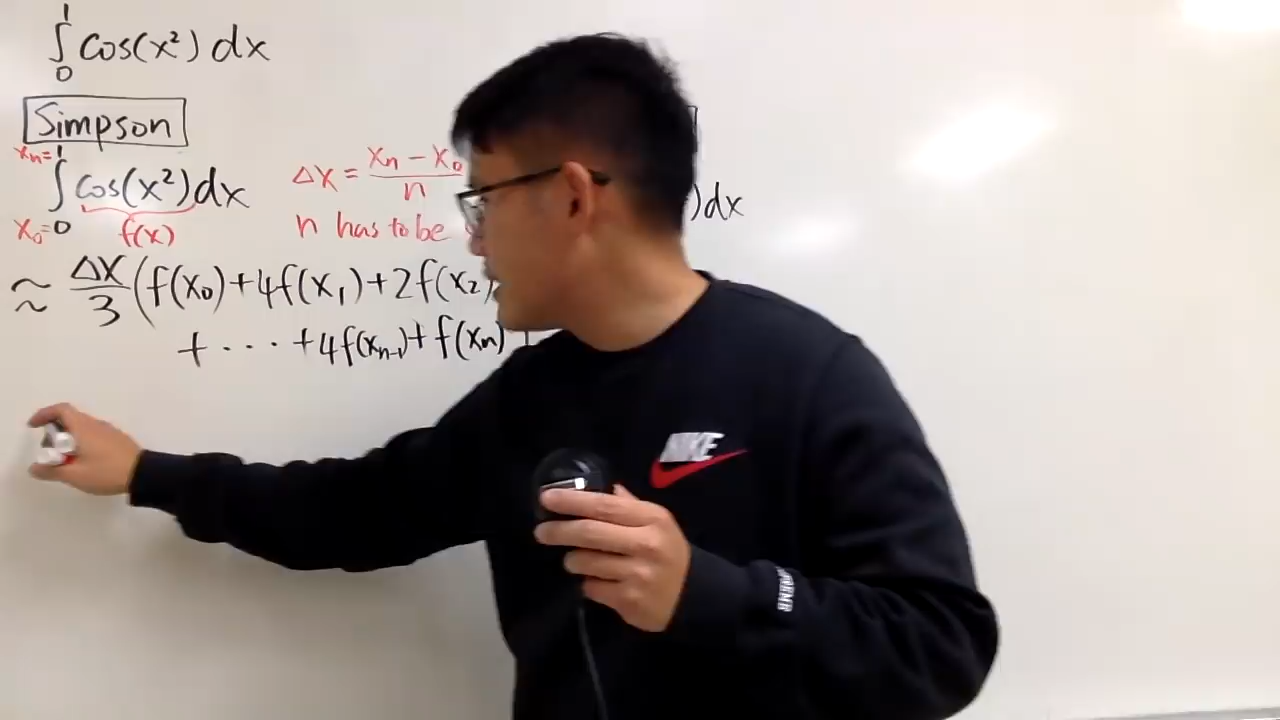 ∫₀¹ cos(x²) dx
Simpson
xₙ=1
∫ cos(x²)dx
x₀=0
f(x)
Δx = (xₙ − x₀)/n
n has to be
)dx
≈ Δx/3 (f(x₀)+4f(x₁)+2f(x₂)
+ ··· +4f(xₙ₋₁)+f(xₙ)
NIKE